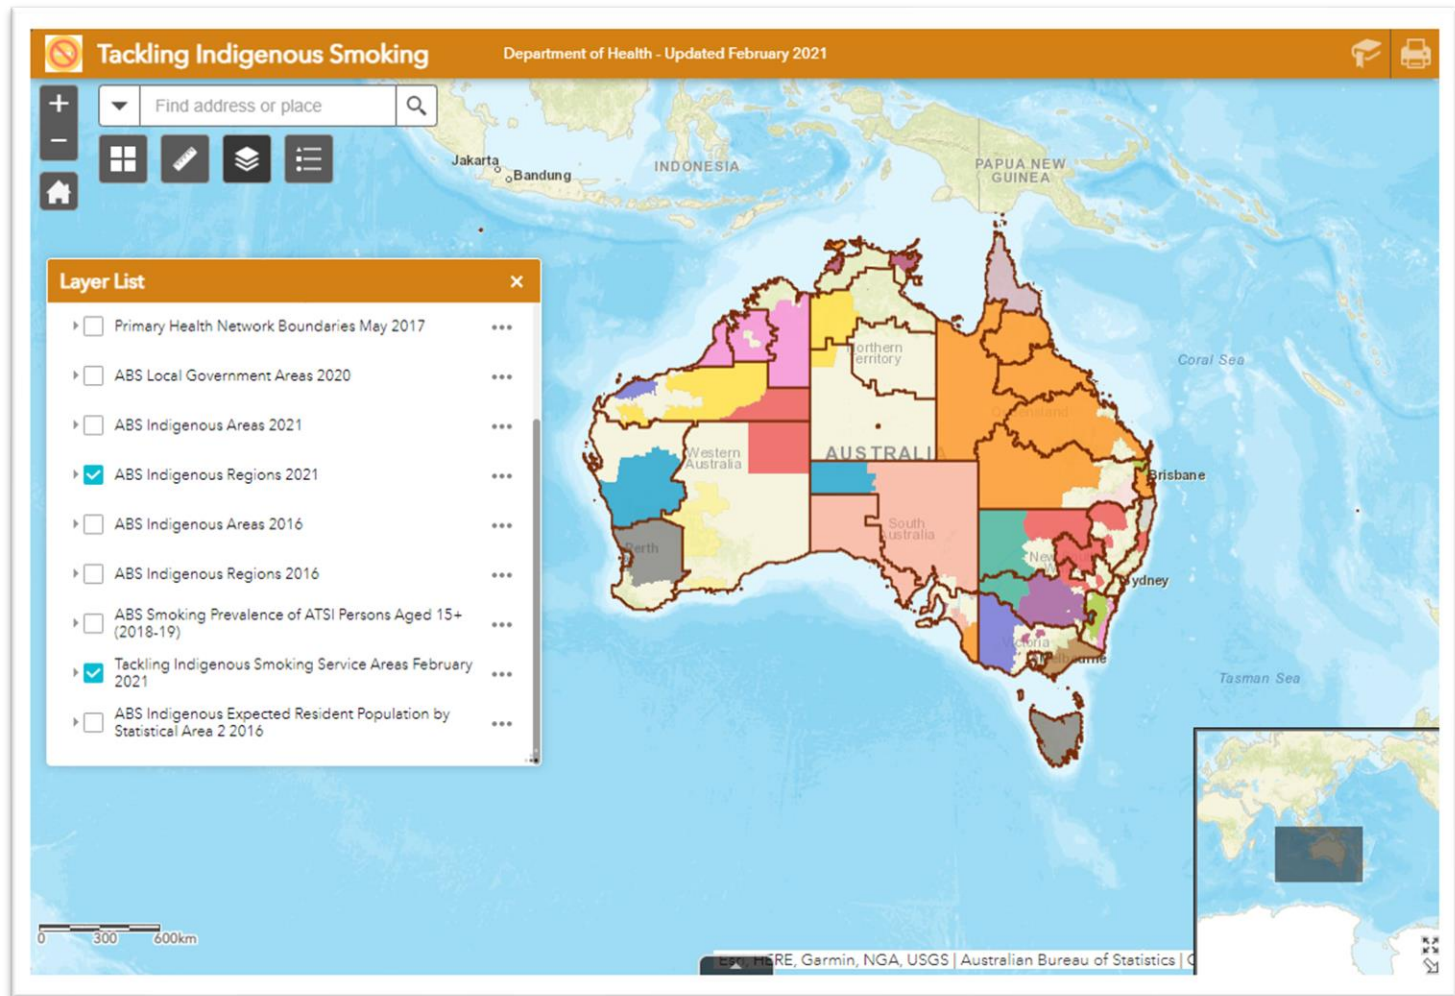 Tackling Indigenous Smoking
Department of Health - Updated February 2021
+
Find address or place
−
Jakarta
Bandung
INDONESIA
PAPUA NEW
GUINEA
Layer List
×
Primary Health Network Boundaries May 2017
ABS Local Government Areas 2020
ABS Indigenous Areas 2021
ABS Indigenous Regions 2021
ABS Indigenous Areas 2016
ABS Indigenous Regions 2016
ABS Smoking Prevalence of ATSI Persons Aged 15+
(2018-19)
Tackling Indigenous Smoking Service Areas February
2021
ABS Indigenous Expected Resident Population by
Statistical Area 2 2016
Northern
Territory
Coral Sea
Queensland
Western
Australia
AUSTRALIA
Brisbane
South
Australia
Perth
New
Sydney
Victoria
Melbourne
Tasman Sea
0 300 600km
Esri, HERE, Garmin, NGA, USGS | Australian Bureau of Statistics |